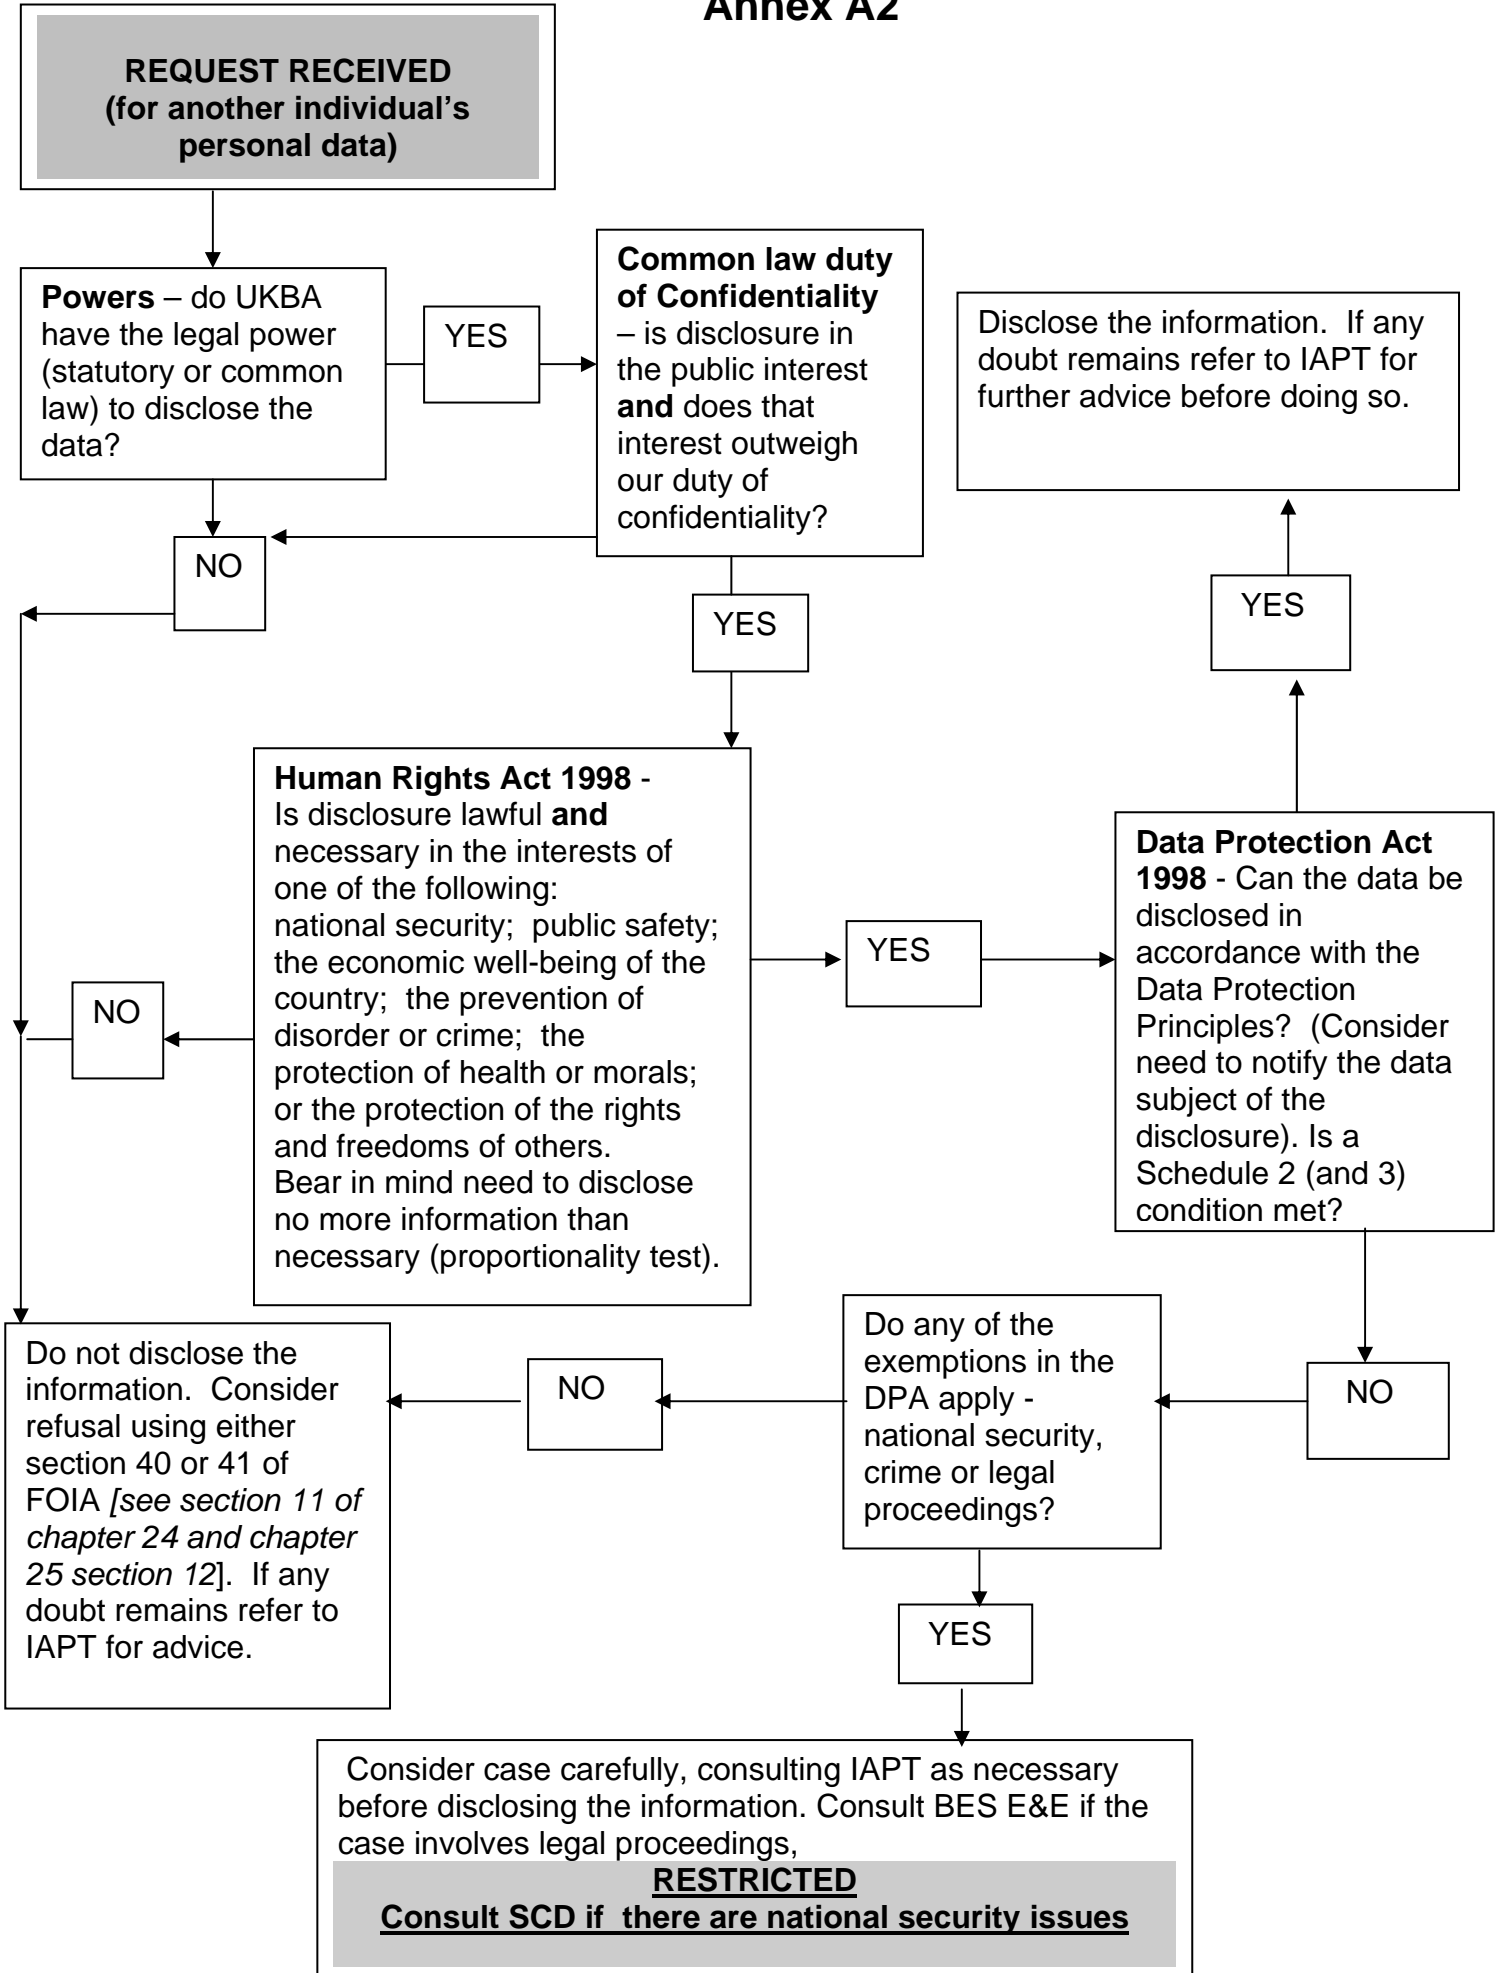 Annex A2
REQUEST RECEIVED
(for another individual’s
personal data)
Powers – do UKBA
have the legal power
(statutory or common
law) to disclose the
data?
YES
Common law duty
of Confidentiality
– is disclosure in
the public interest
and does that
interest outweigh
our duty of
confidentiality?
Disclose the information.  If any
doubt remains refer to IAPT for
further advice before doing so.
NO
YES
YES
Human Rights Act 1998 -
Is disclosure lawful and
necessary in the interests of
one of the following:
national security;  public safety;
the economic well-being of the
country;  the prevention of
disorder or crime;  the
protection of health or morals;
or the protection of the rights
and freedoms of others.
Bear in mind need to disclose
no more information than
necessary (proportionality test).
NO
YES
Data Protection Act
1998 - Can the data be
disclosed in
accordance with the
Data Protection
Principles?  (Consider
need to notify the data
subject of the
disclosure). Is a
Schedule 2 (and 3)
condition met?
NO
Do any of the
exemptions in the
DPA apply -
national security,
crime or legal
proceedings?
NO
Do not disclose the
information.  Consider
refusal using either
section 40 or 41 of
FOIA [see section 11 of
chapter 24 and chapter
25 section 12].  If any
doubt remains refer to
IAPT for advice.
YES
Consider case carefully, consulting IAPT as necessary
before disclosing the information. Consult BES E&E if the
case involves legal proceedings,
RESTRICTED
Consult SCD if  there are national security issues